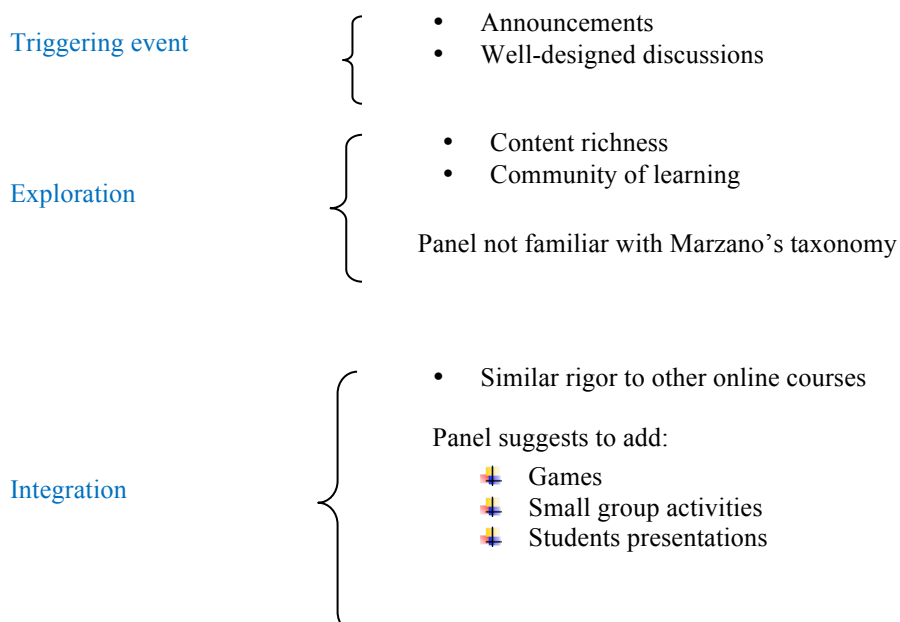 Triggering event
• Announcements
• Well-designed discussions
Exploration
• Content richness
• Community of learning
Panel not familiar with Marzano’s taxonomy
Integration
• Similar rigor to other online courses
Panel suggests to add:
Games
Small group activities
Students presentations